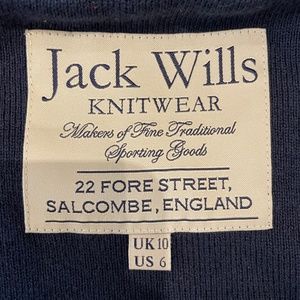 Jack Wills
KNITWEAR
Makers of Fine Traditional
Sporting Goods
22 FORE STREET,
SALCOMBE, ENGLAND
UK 10
US 6